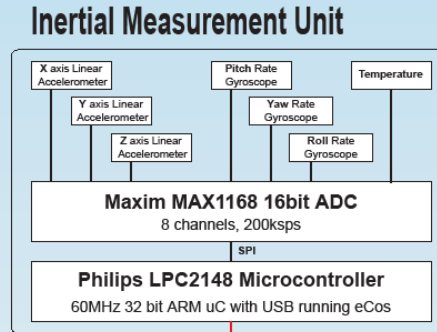 Inertial Measurement Unit
X axis Linear
Accelerometer
Pitch Rate
Gyroscope
Temperature
Y axis Linear
Accelerometer
Yaw Rate
Gyroscope
Z axis Linear
Accelerometer
Roll Rate
Gyroscope
Maxim MAX1168 16bit ADC
8 channels, 200ksps
SPI
Philips LPC2148 Microcontroller
60MHz 32 bit ARM uC with USB running eCos